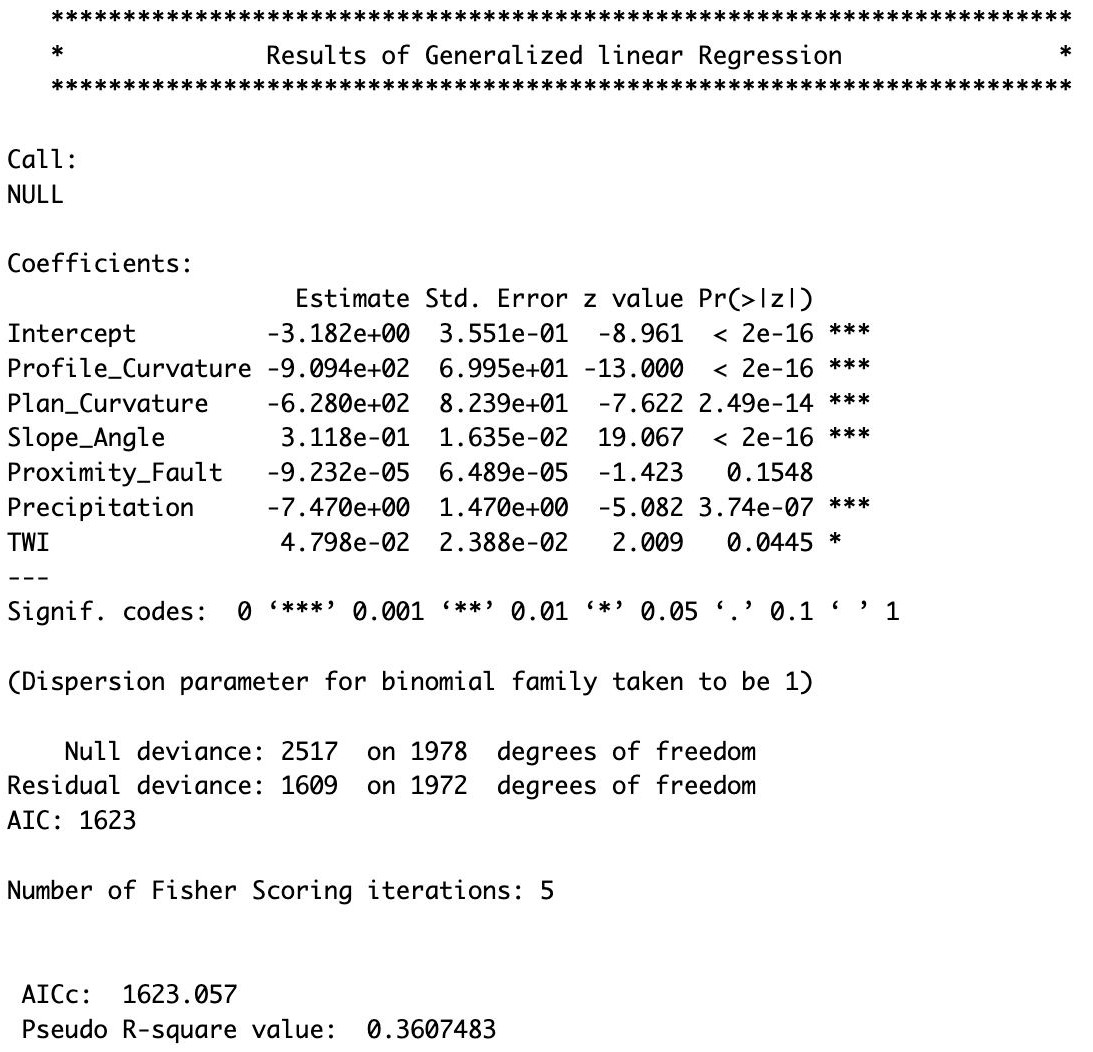 ***********************************************************************
* Results of Generalized linear Regression *
***********************************************************************
Call:
NULL
Coefficients:
Estimate Std. Error z value Pr(>|z|)
Intercept -3.182e+00 3.551e-01 -8.961 < 2e-16 ***
Profile_Curvature -9.094e+02 6.995e+01 -13.000 < 2e-16 ***
Plan_Curvature -6.280e+02 8.239e+01 -7.622 2.49e-14 ***
Slope_Angle 3.118e-01 1.635e-02 19.067 < 2e-16 ***
Proximity_Fault -9.232e-05 6.489e-05 -1.423 0.1548
Precipitation -7.470e+00 1.470e+00 -5.082 3.74e-07 ***
TWI 4.798e-02 2.388e-02 2.009 0.0445 *
---
Signif. codes: 0 ‘***’ 0.001 ‘**’ 0.01 ‘*’ 0.05 ‘.’ 0.1 ‘ ’ 1
(Dispersion parameter for binomial family taken to be 1)
Null deviance: 2517 on 1978 degrees of freedom
Residual deviance: 1609 on 1972 degrees of freedom
AIC: 1623
Number of Fisher Scoring iterations: 5
AICc: 1623.057
Pseudo R-square value: 0.3607483